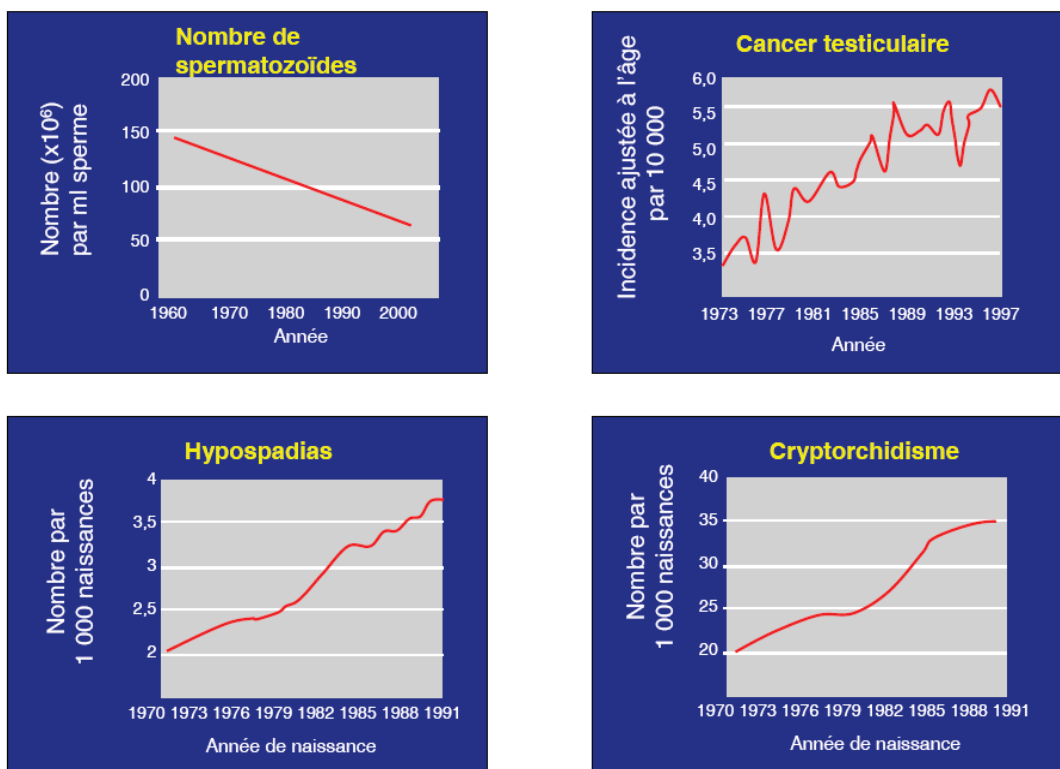 Nombre de
spermatozoïdes
Nombre (x10⁶)
par ml sperme
200
150
100
50
0
1960 1970 1980 1990 2000
Année
Cancer testiculaire
Incidence ajustée à l'âge
par 10 000
6,0
5,5
5,0
4,5
4,0
3,5
1973 1977 1981 1985 1989 1993 1997
Année
Hypospadias
Nombre par
1 000 naissances
4
3,5
3
2,5
2
1970 1973 1976 1979 1982 1985 1988 1991
Année de naissance
Cryptorchidisme
Nombre par
1 000 naissances
40
35
30
25
20
1970 1973 1976 1979 1982 1985 1988 1991
Année de naissance